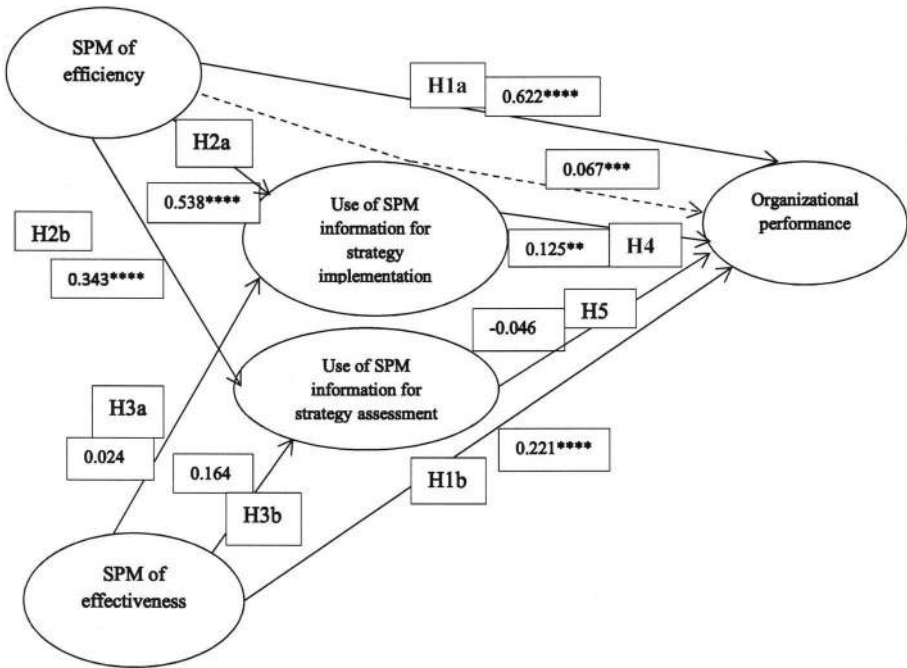 SPM of
efficiency
H1a
0.622****
H2a
0.067***
0.538****
Use of SPM
information for
strategy
implementation
Organizational
performance
H2b
0.343****
0.125**
H4
-0.046
H5
Use of SPM
information for
strategy assessment
H3a
0.024
0.164
H3b
0.221****
H1b
SPM of
effectiveness